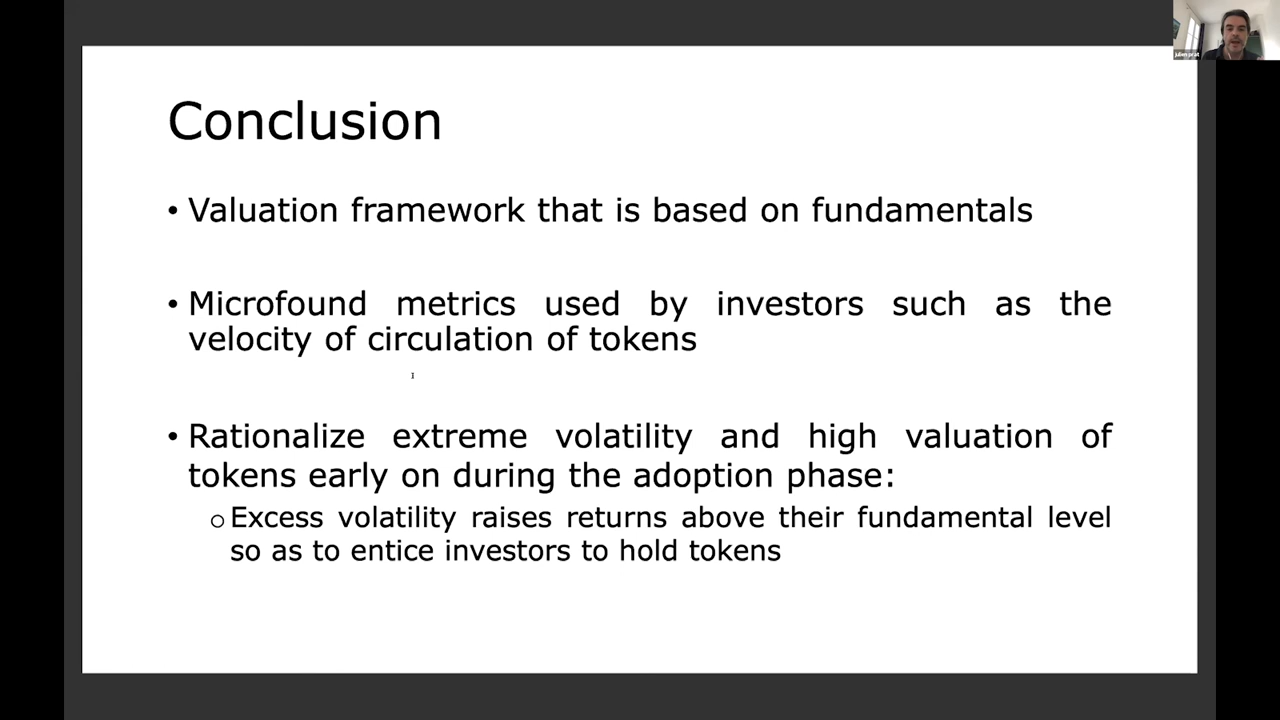 julien prat
Conclusion
• Valuation framework that is based on fundamentals
• Microfound metrics used by investors such as the
velocity of circulation of tokens
• Rationalize extreme volatility and high valuation of
tokens early on during the adoption phase:
○ Excess volatility raises returns above their fundamental level
so as to entice investors to hold tokens